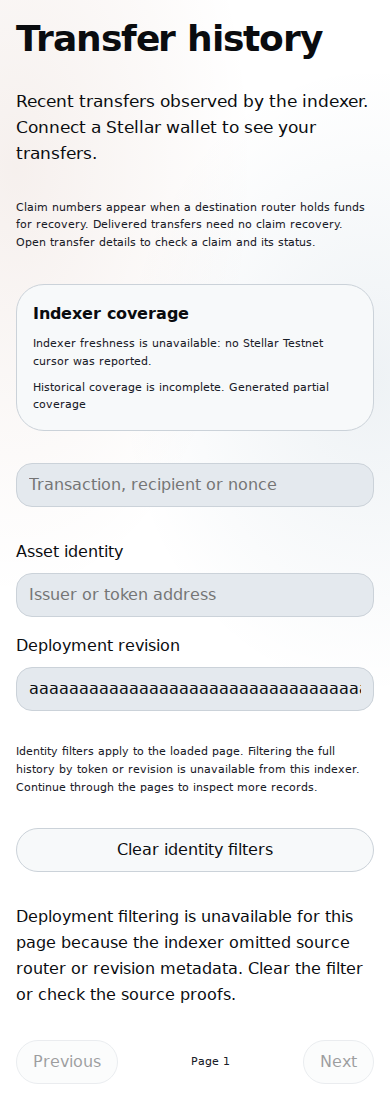 Transfer history
Recent transfers observed by the indexer.
Connect a Stellar wallet to see your
transfers.
Claim numbers appear when a destination router holds funds
for recovery. Delivered transfers need no claim recovery.
Open transfer details to check a claim and its status.
Indexer coverage
Indexer freshness is unavailable: no Stellar Testnet
cursor was reported.
Historical coverage is incomplete. Generated partial
coverage
Transaction, recipient or nonce
Asset identity
Issuer or token address
Deployment revision
aaaaaaaaaaaaaaaaaaaaaaaaaaaaaaaaaa
Identity filters apply to the loaded page. Filtering the full
history by token or revision is unavailable from this indexer.
Continue through the pages to inspect more records.
Clear identity filters
Deployment filtering is unavailable for this
page because the indexer omitted source
router or revision metadata. Clear the filter
or check the source proofs.
Previous
Page 1
Next